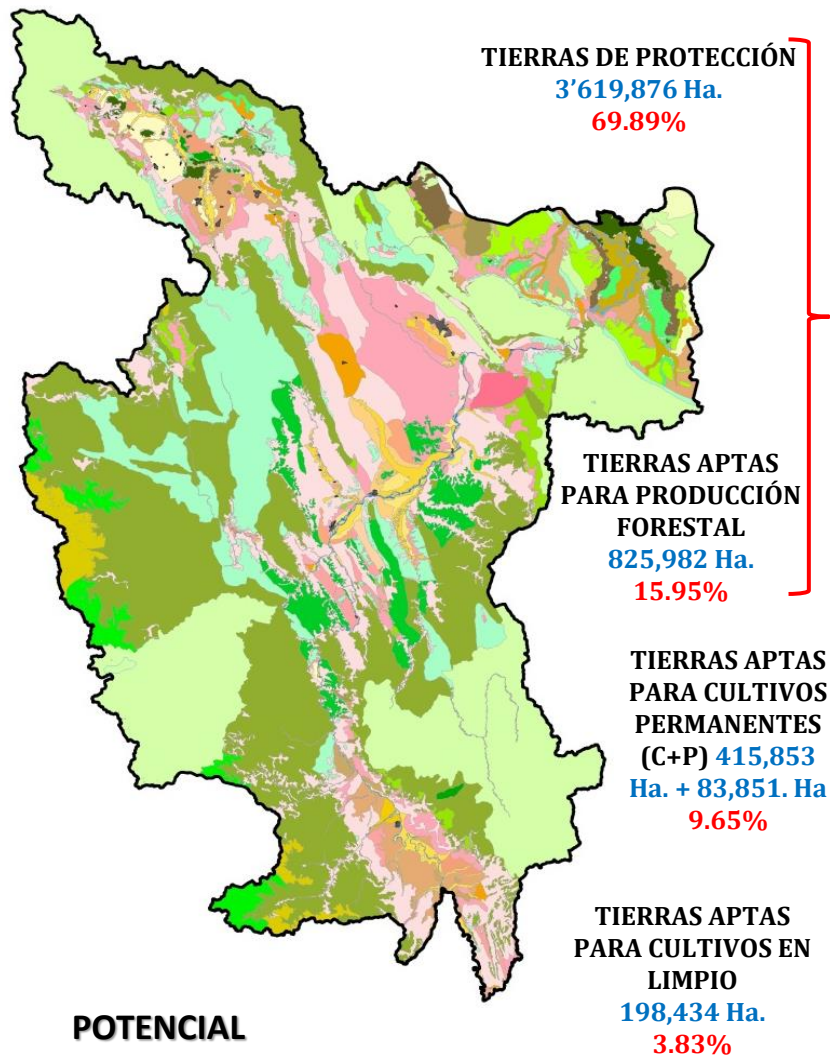 TIERRAS DE PROTECCIÓN
3’619,876 Ha.
69.89%
TIERRAS APTAS
PARA PRODUCCIÓN
FORESTAL
825,982 Ha.
15.95%
TIERRAS APTAS
PARA CULTIVOS
PERMANENTES
(C+P) 415,853
Ha. + 83,851. Ha
9.65%
TIERRAS APTAS
PARA CULTIVOS EN
LIMPIO
198,434 Ha.
3.83%
POTENCIAL